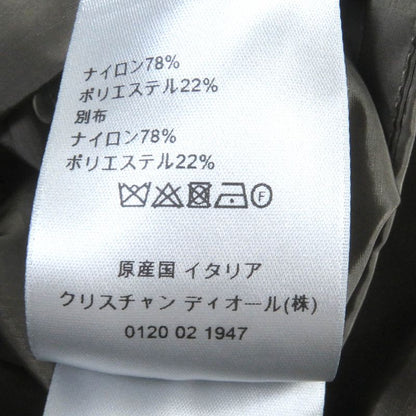 ナイロン78%
ポリエステル22%
別布
ナイロン78%
ポリエステル22%
F
原産国 イタリア
クリスチャン ディオール(株)
0120 02 1947